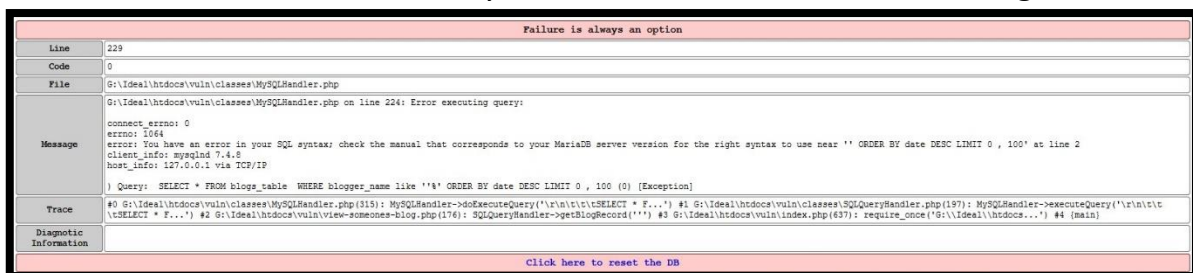 Failure is always an option
Line 229
Code 0
File G:\Ideal\htdocs\vuln\classes\MySQLHandler.php
G:\Ideal\htdocs\vuln\classes\MySQLHandler.php on line 224: Error executing query:
connect_errno: 0
errno: 1064
error: You have an error in your SQL syntax; check the manual that corresponds to your MariaDB server version for the right syntax to use near '' ORDER BY date DESC LIMIT 0 , 100' at line 2
Message client_info: mysqlnd 7.4.8
host_info: 127.0.0.1 via TCP/IP
) Query: SELECT * FROM blogs_table WHERE blogger_name like ''%' ORDER BY date DESC LIMIT 0 , 100 (0) [Exception]
Trace #0 G:\Ideal\htdocs\vuln\classes\MySQLHandler.php(315): MySQLHandler->doExecuteQuery('\r\n\t\t\tSELECT * F...') #1 G:\Ideal\htdocs\vuln\classes\SQLQueryHandler.php(197): MySQLHandler->executeQuery('\r\n\t\t
\tSELECT * F...') #2 G:\Ideal\htdocs\vuln\view-someones-blog.php(176): SQLQueryHandler->getBlogRecord(''') #3 G:\Ideal\htdocs\vuln\index.php(637): require_once('G:\\Ideal\\htdocs...') #4 {main}
Diagnostic
Information
Click here to reset the DB